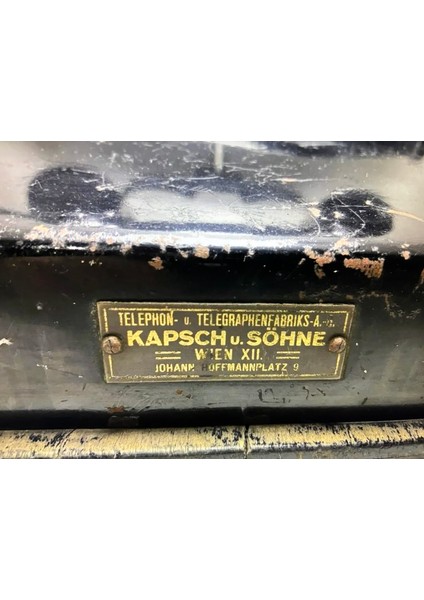 TELEPHON- u. TELEGRAPHENFABRIKS-A.-G.
KAPSCH u. SÖHNE
WIEN XII.
JOHANN HOFFMANNPLATZ 9